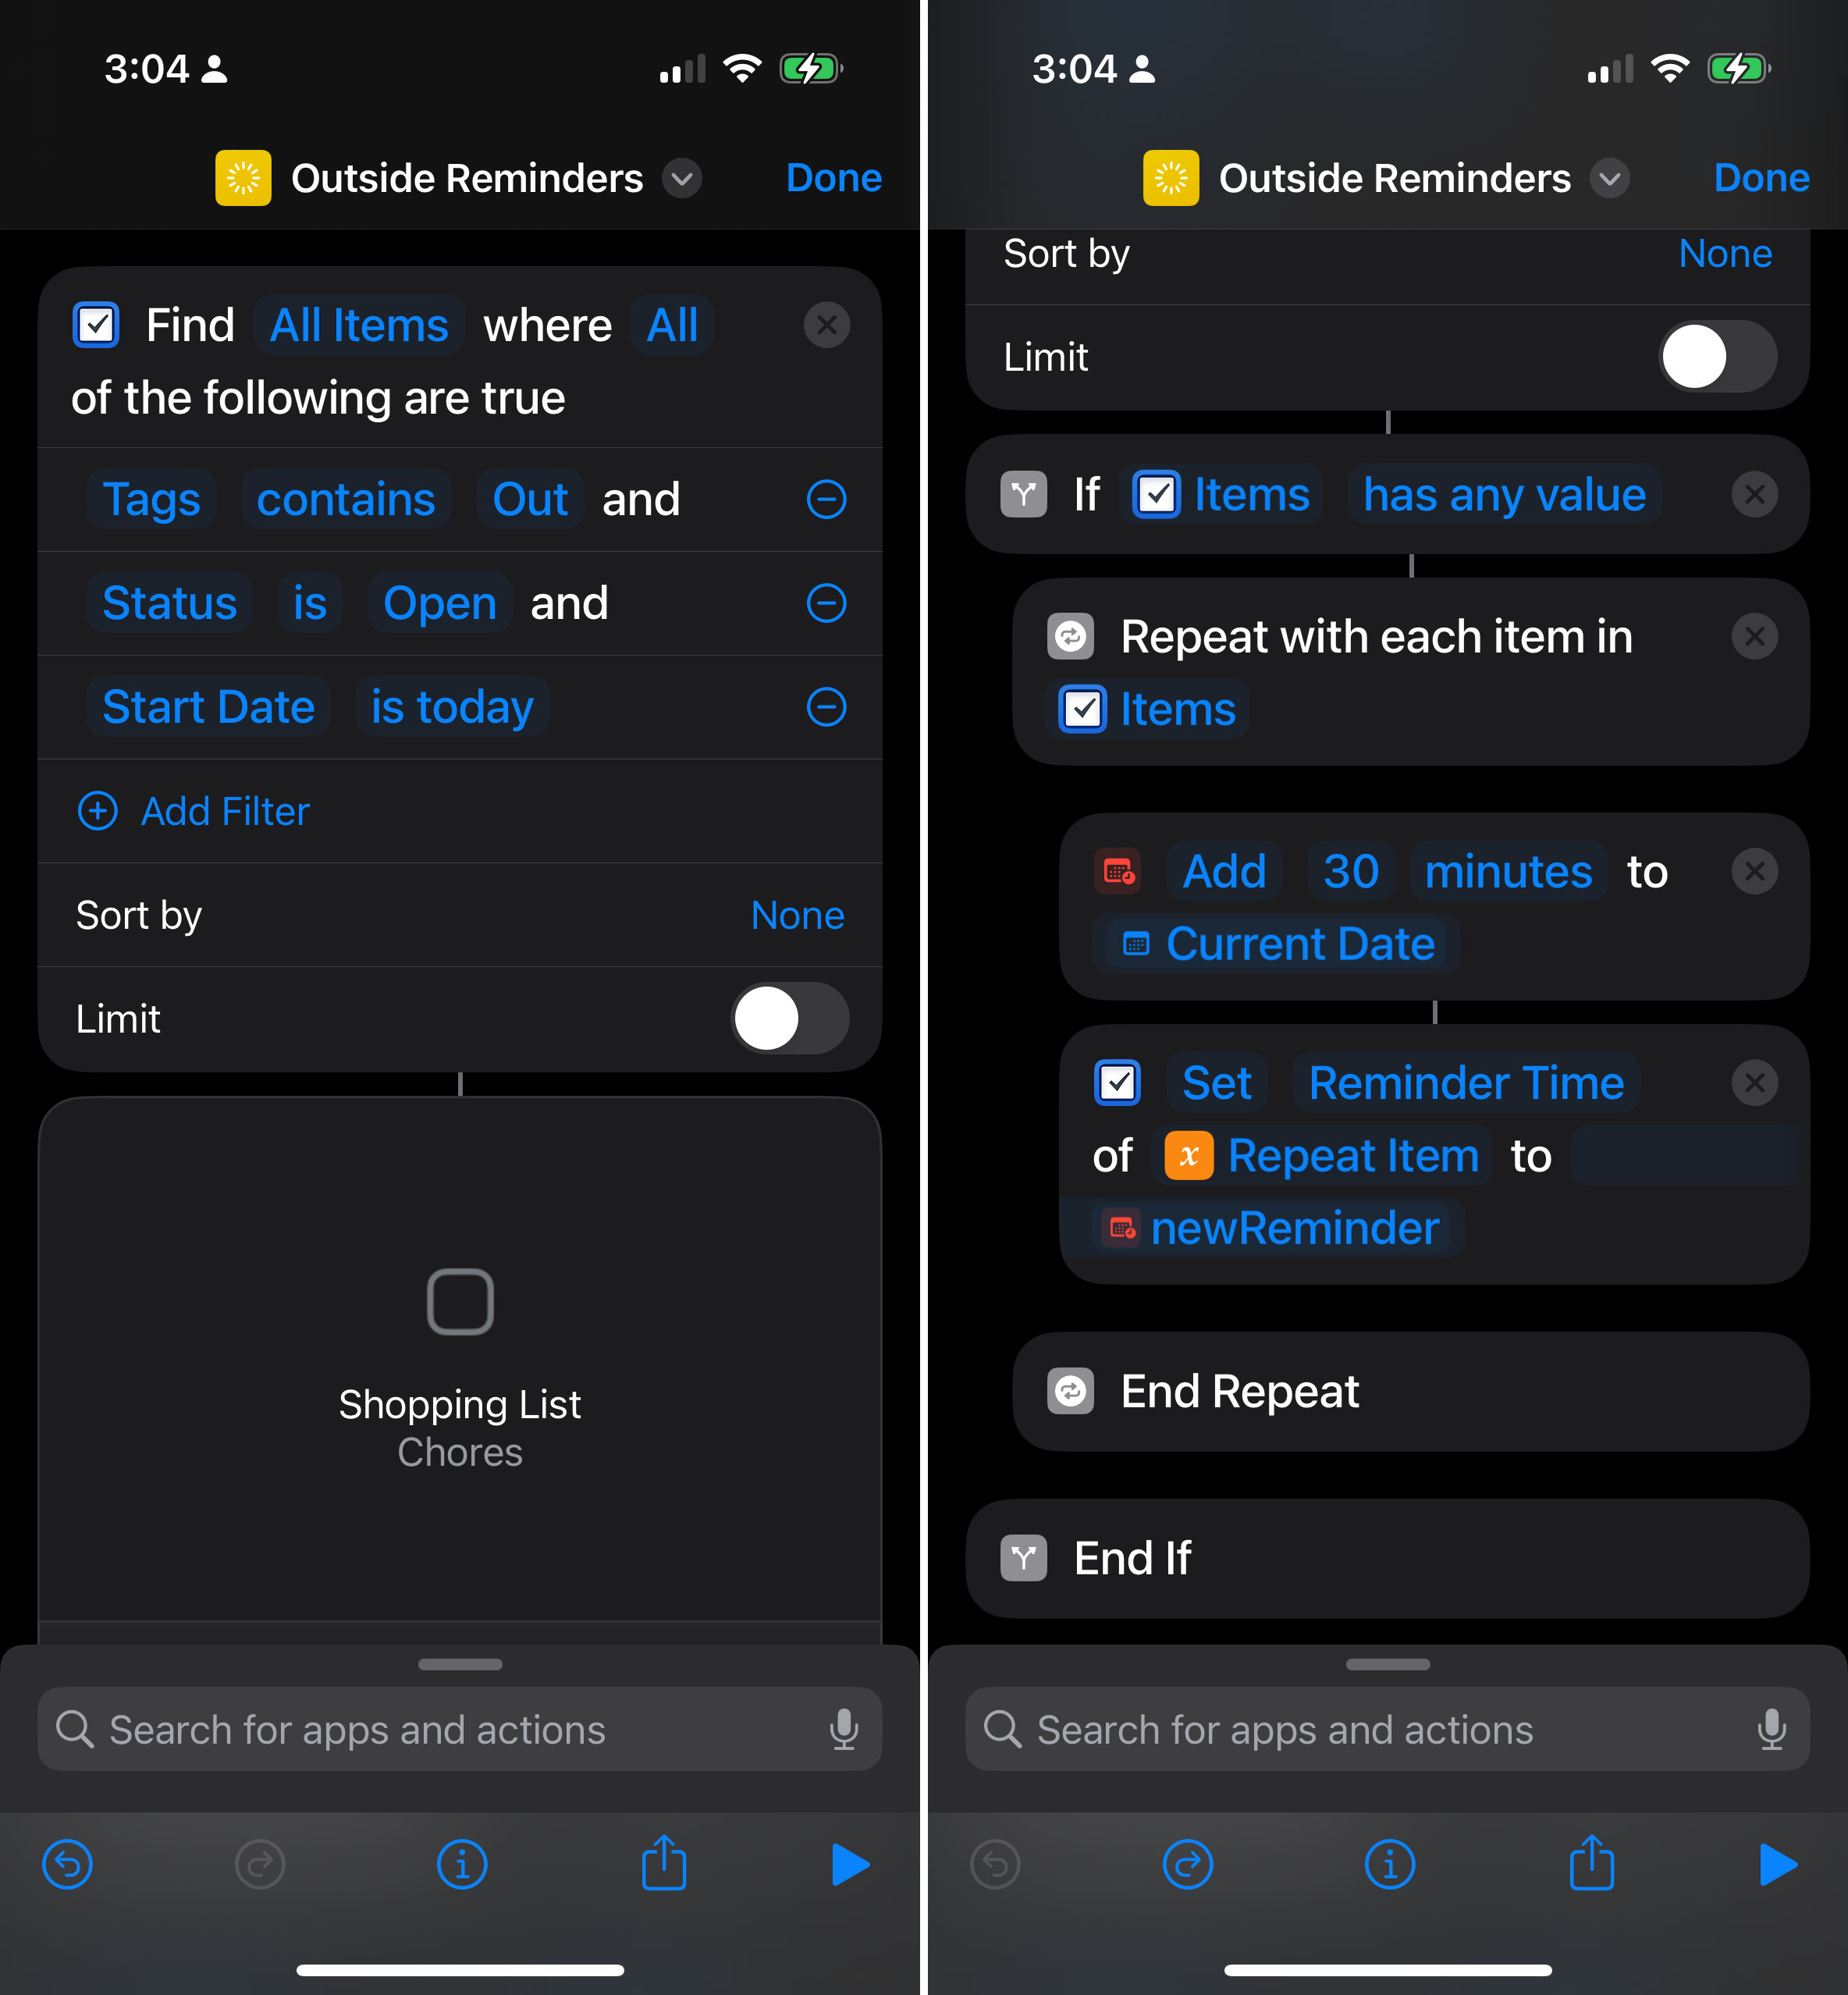 3:04
Outside Reminders
Done
Find All Items where All
of the following are true
Tags contains Out and
Status is Open and
Start Date is today
Add Filter
Sort by None
Limit
Shopping List
Chores
Search for apps and actions
3:04
Outside Reminders
Done
Sort by None
Limit
If Items has any value
Repeat with each item in
Items
Add 30 minutes to
Current Date
Set Reminder Time
of x Repeat Item to
newReminder
End Repeat
End If
Search for apps and actions